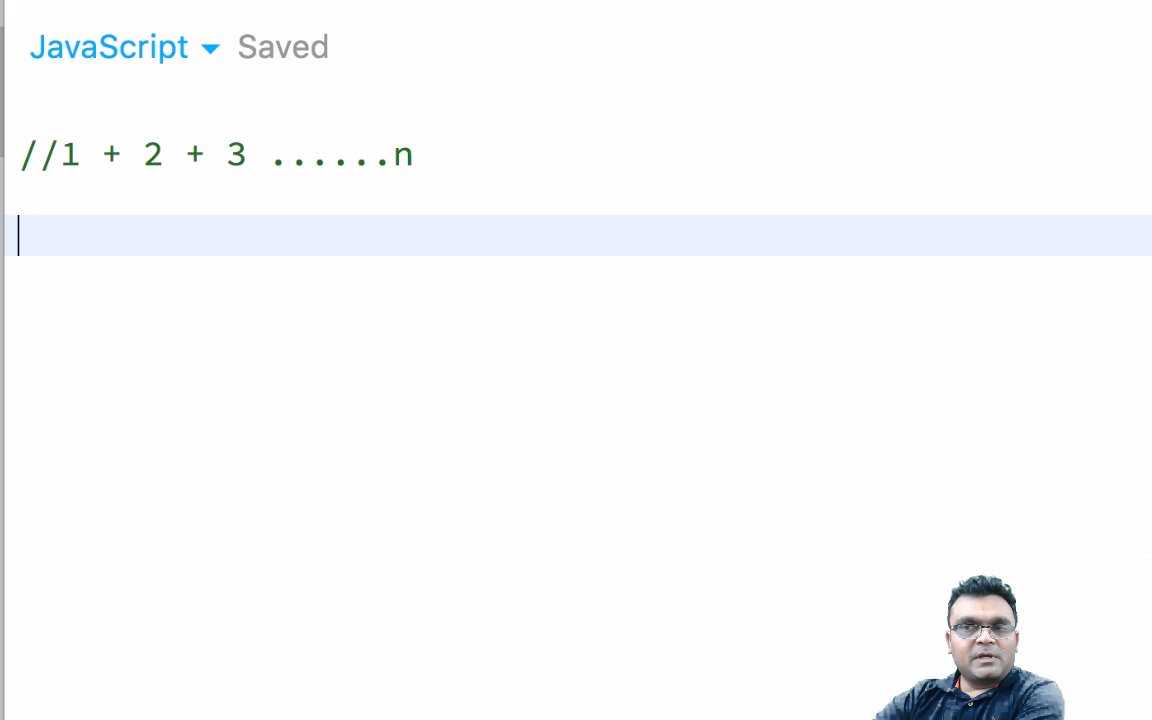 JavaScript Saved
//1 + 2 + 3 ......n